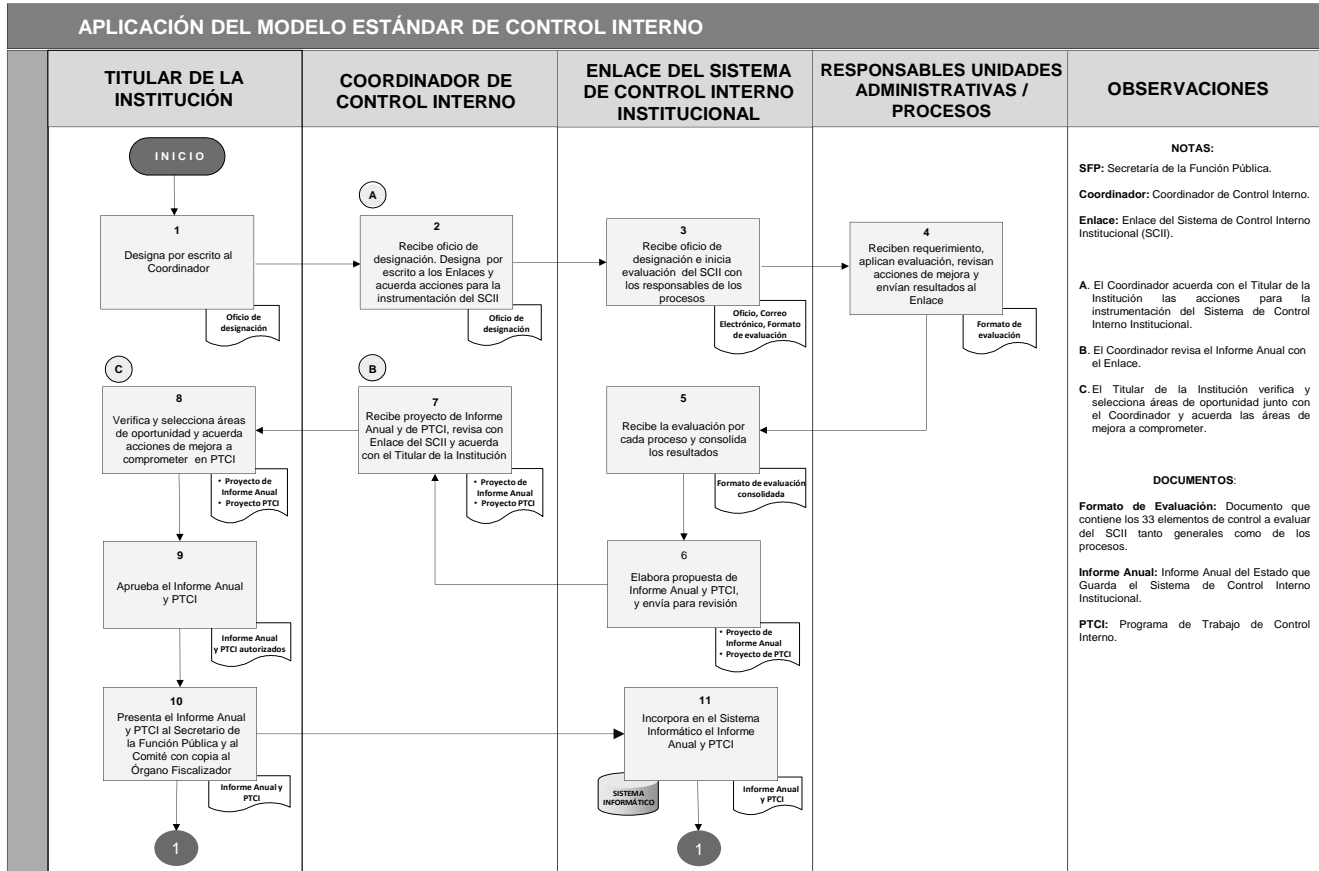 APLICACIÓN DEL MODELO ESTÁNDAR DE CONTROL INTERNO
TITULAR DE LA
INSTITUCIÓN
COORDINADOR DE
CONTROL INTERNO
ENLACE DEL SISTEMA
DE CONTROL INTERNO
INSTITUCIONAL
RESPONSABLES UNIDADES
ADMINISTRATIVAS /
PROCESOS
OBSERVACIONES
INICIO
1
Designa por escrito al
Coordinador
Oficio de
designación
A
2
Recibe oficio de
designación. Designa por
escrito a los Enlaces y
acuerda acciones para la
instrumentación del SCII
Oficio de
designación
3
Recibe oficio de
designación e inicia
evaluación del SCII con
los responsables de los
procesos
Oficio, Correo
Electrónico, Formato
de evaluación
4
Reciben requerimiento,
aplican evaluación, revisan
acciones de mejora y
envían resultados al
Enlace
Formato de
evaluación
C
8
Verifica y selecciona áreas
de oportunidad y acuerda
acciones de mejora a
comprometer en PTCI
• Proyecto de
Informe Anual
• Proyecto PTCI
B
7
Recibe proyecto de Informe
Anual y de PTCI, revisa con
Enlace del SCII y acuerda
con el Titular de la Institución
• Proyecto de
Informe Anual
• Proyecto PTCI
5
Recibe la evaluación por
cada proceso y consolida
los resultados
Formato de evaluación
consolidada
9
Aprueba el Informe Anual
y PTCI
Informe Anual
y PTCI autorizados
6
Elabora propuesta de
Informe Anual y PTCI,
y envía para revisión
• Proyecto de
Informe Anual
• Proyecto de PTCI
10
Presenta el Informe Anual
y PTCI al Secretario de
la Función Pública y al
Comité con copia al
Órgano Fiscalizador
Informe Anual y
PTCI
11
Incorpora en el Sistema
Informático el Informe
Anual y PTCI
SISTEMA
INFORMÁTICO
Informe Anual
y PTCI
1
1
NOTAS:
SFP: Secretaría de la Función Pública.
Coordinador: Coordinador de Control Interno.
Enlace: Enlace del Sistema de Control Interno
Institucional (SCII).
A. El Coordinador acuerda con el Titular de la
Institución las acciones para la
instrumentación del Sistema de Control
Interno Institucional.
B. El Coordinador revisa el Informe Anual con
el Enlace.
C. El Titular de la Institución verifica y
selecciona áreas de oportunidad junto con
el Coordinador y acuerda las áreas de
mejora a comprometer.
DOCUMENTOS:
Formato de Evaluación: Documento que
contiene los 33 elementos de control a evaluar
del SCII tanto generales como de los
procesos.
Informe Anual: Informe Anual del Estado que
Guarda el Sistema de Control Interno
Institucional.
PTCI: Programa de Trabajo de Control
Interno.